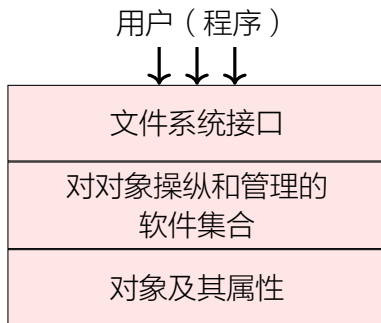 用户（程序）
文件系统接口
对对象操纵和管理的
软件集合
对象及其属性